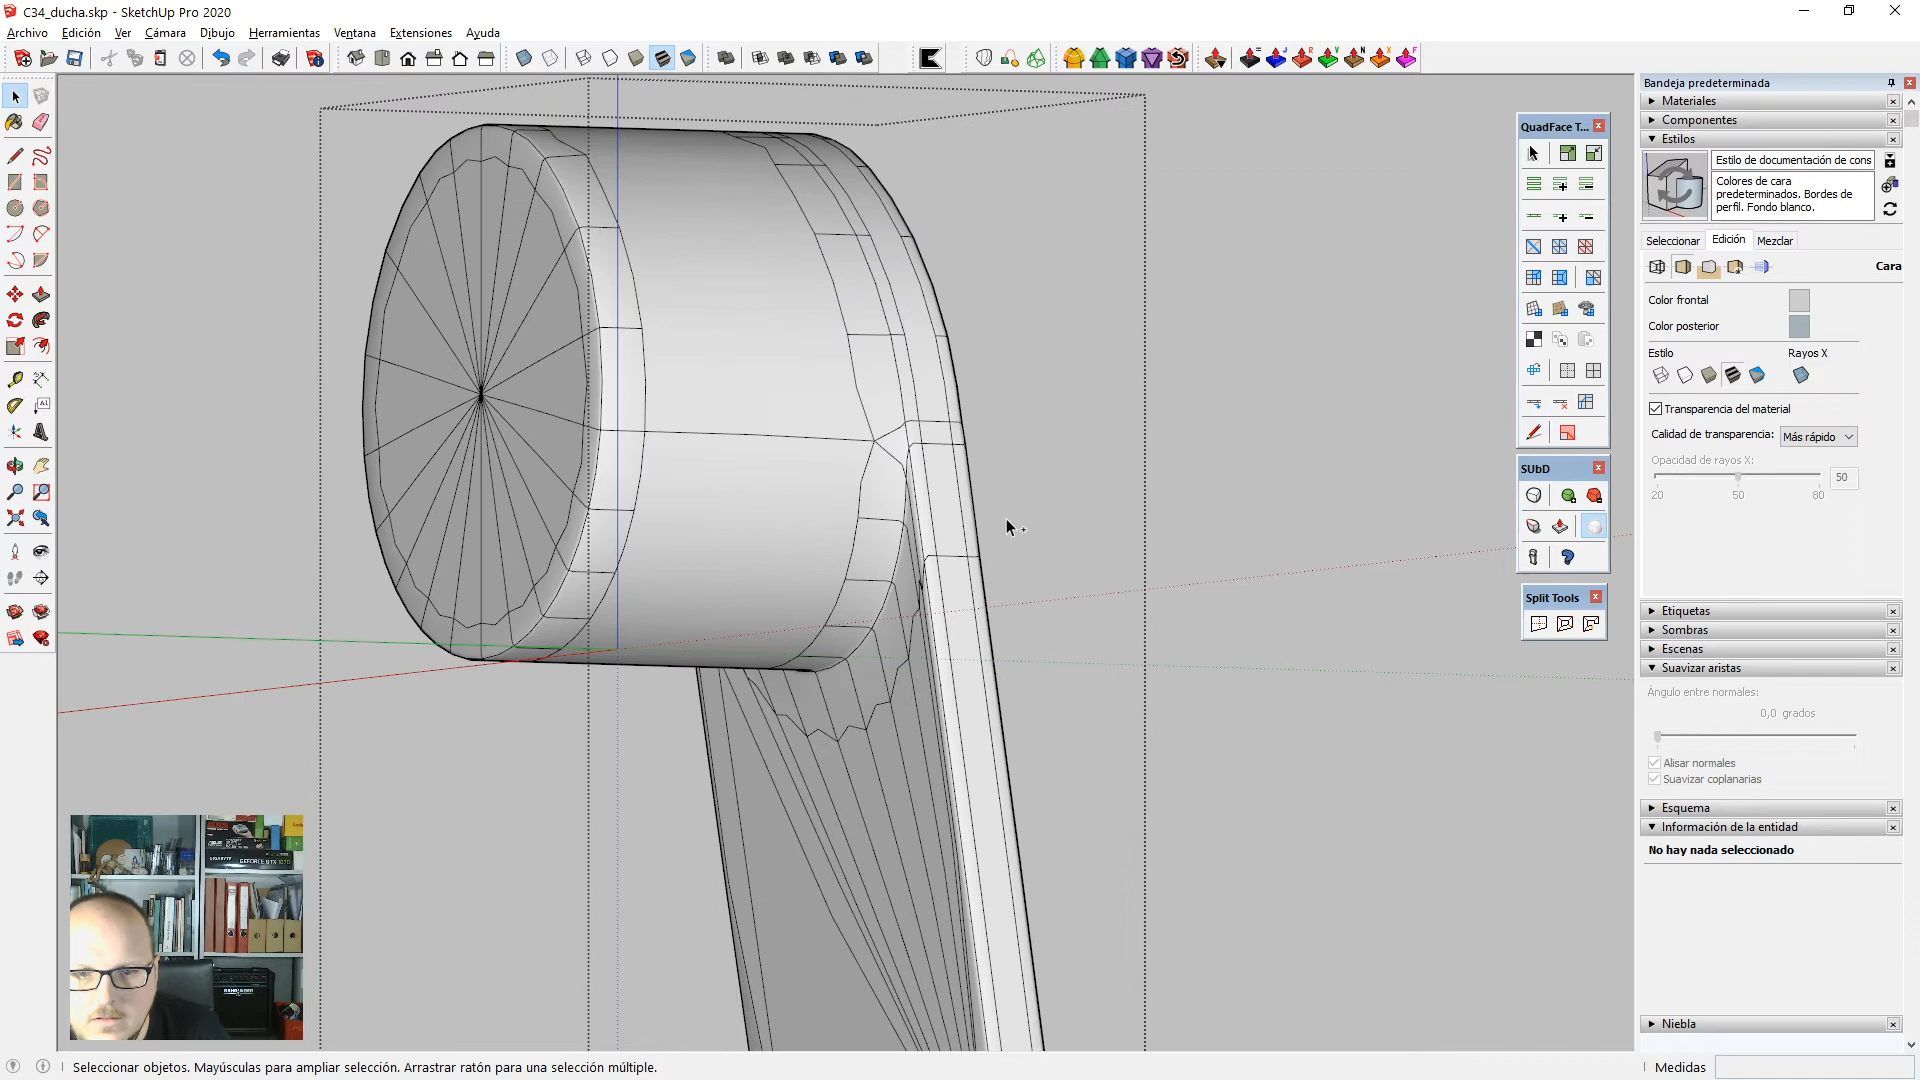 C34_ducha.skp - SketchUp Pro 2020
Archivo Edición Ver Cámara Dibujo Herramientas Ventana Extensiones Ayuda
Bandeja predeterminada
Materiales
Componentes
Estilos
Estilo de documentación de cons
Colores de cara
predeterminados. Bordes de
perfil. Fondo blanco.
Seleccionar Edición Mezclar
Cara
Color frontal
Color posterior
Estilo Rayos X
Transparencia del material
Calidad de transparencia: Más rápido
Opacidad de rayos X:
50
20 50 80
Etiquetas
Sombras
Escenas
Suavizar aristas
Ángulo entre normales:
0,0 grados
Alisar normales
Suavizar coplanarias
Esquema
Información de la entidad
No hay nada seleccionado
Niebla
QuadFace T...
SUbD
Split Tools
GIGABYTE
GEFORCE GTX 1070
Seleccionar objetos. Mayúsculas para ampliar selección. Arrastrar ratón para una selección múltiple.
Medidas